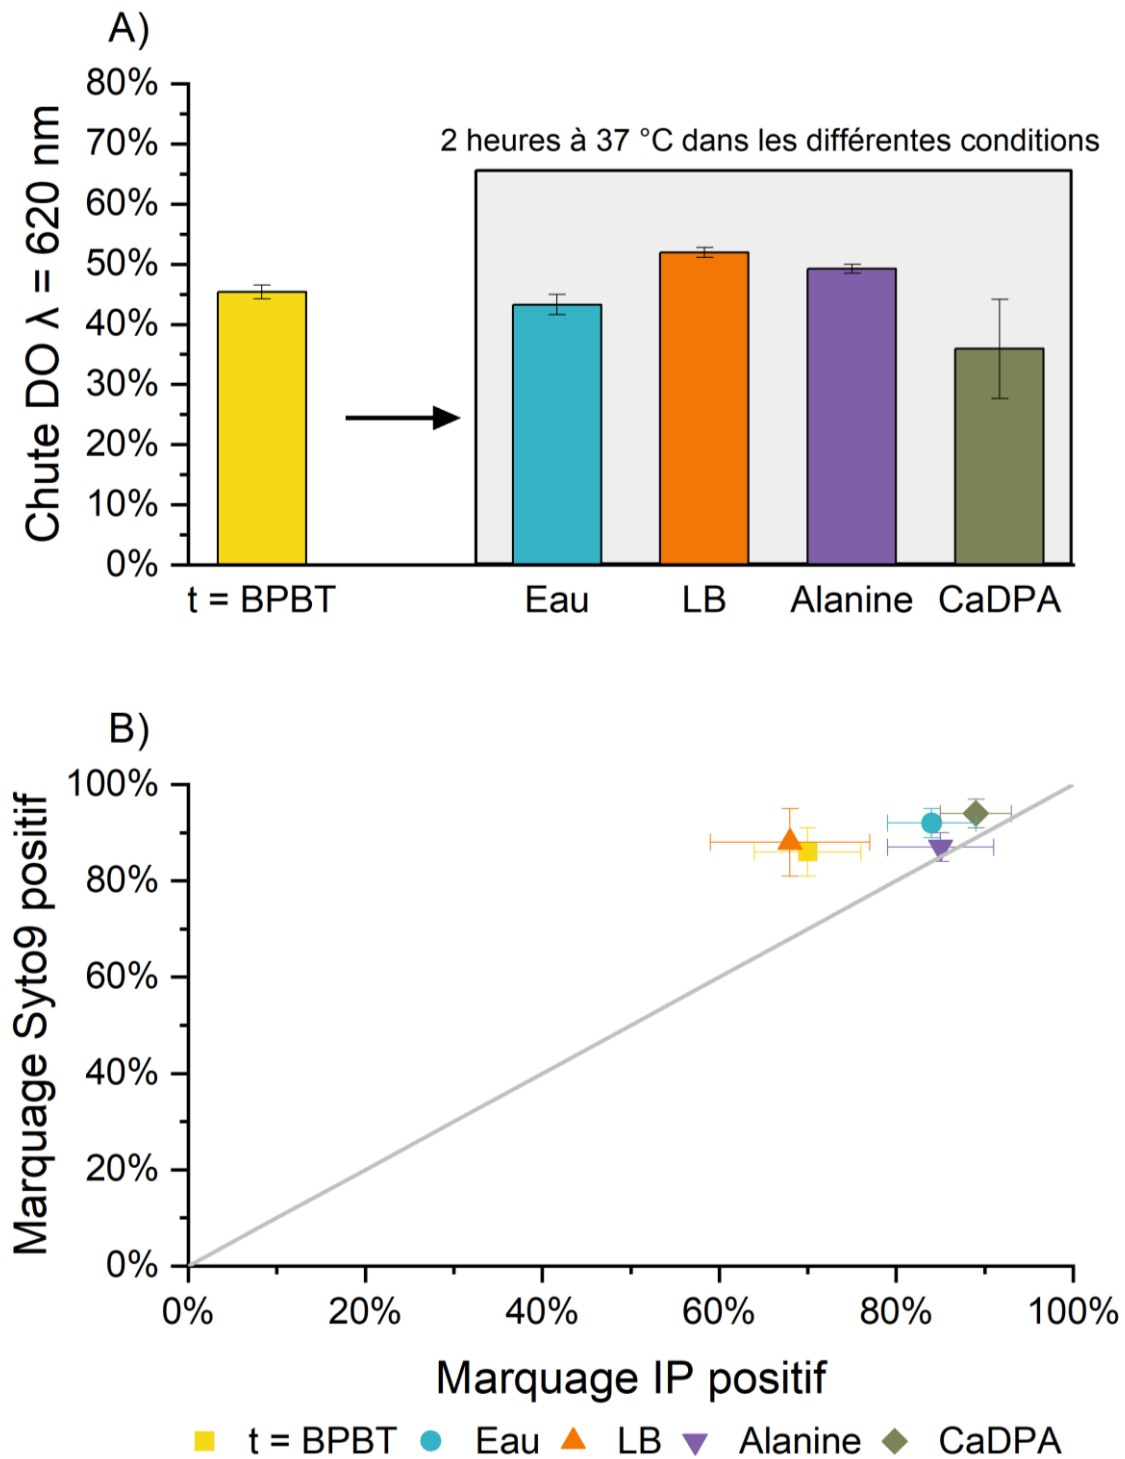 A)
Chute DO λ = 620 nm
80%
70%
60%
50%
40%
30%
20%
10%
0%
2 heures à 37 °C dans les différentes conditions
t = BPBT Eau LB Alanine CaDPA
B)
Marquage Syto9 positif
100%
80%
60%
40%
20%
0%
0% 20% 40% 60% 80% 100%
Marquage IP positif
t = BPBT Eau LB Alanine CaDPA